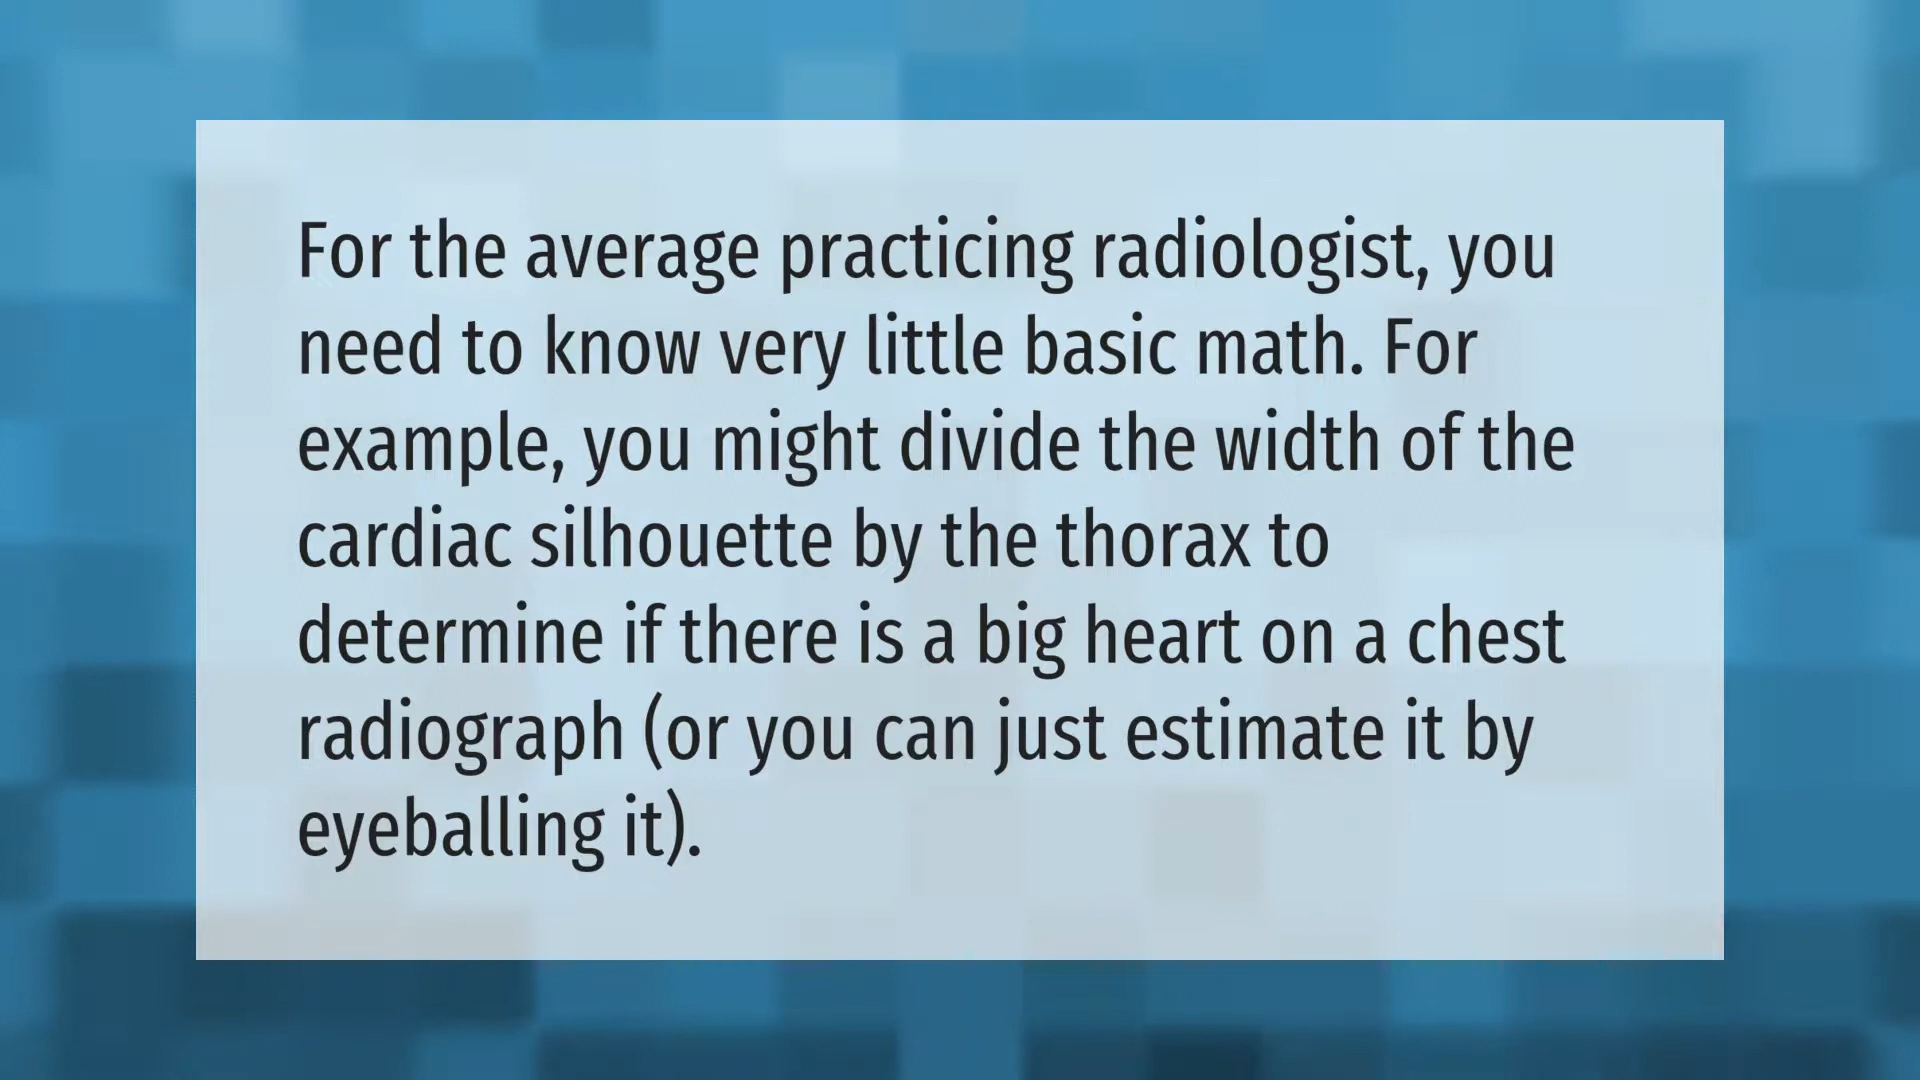 For the average practicing radiologist, you
need to know very little basic math. For
example, you might divide the width of the
cardiac silhouette by the thorax to
determine if there is a big heart on a chest
radiograph (or you can just estimate it by
eyeballing it).